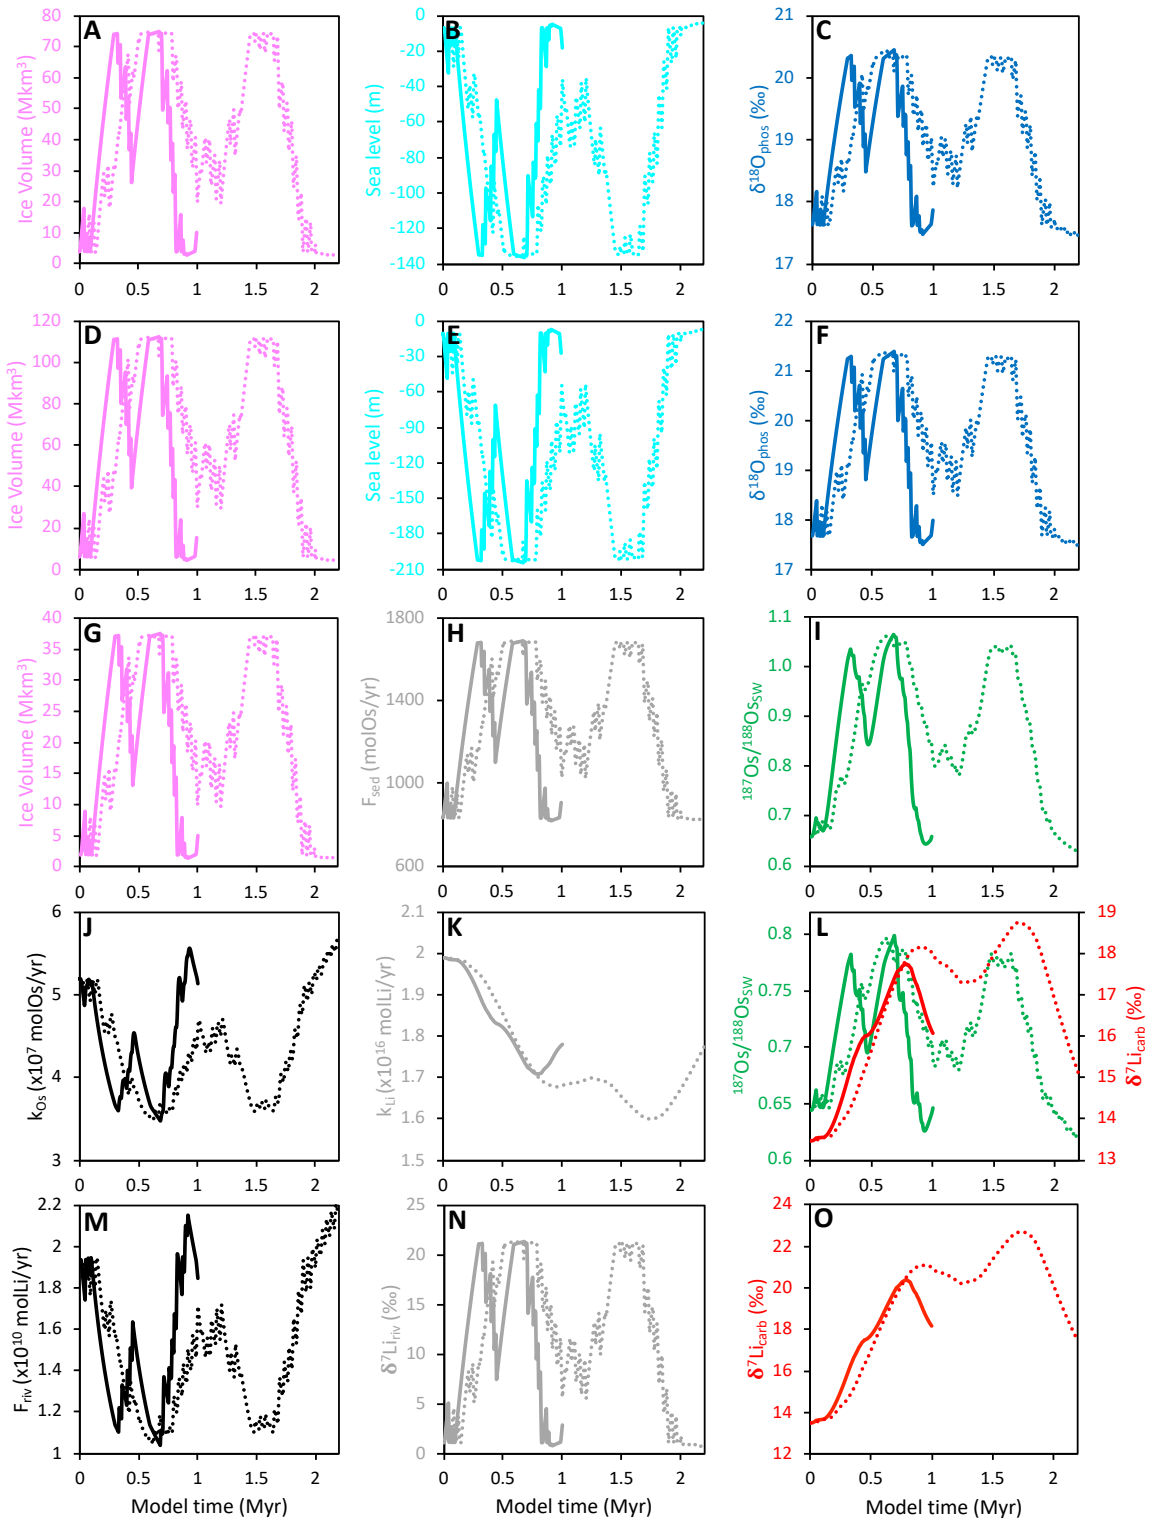 A
B
C
Ice Volume (Mkm³)
80
70
60
50
40
30
20
10
0
0 0.5 1 1.5 2
Sea level (m)
0
-20
-40
-60
-80
-100
-120
-140
0 0.5 1 1.5 2
δ¹⁸Ophos (‰)
21
20
19
18
17
0 0.5 1 1.5 2
D
E
F
Ice Volume (Mkm³)
120
100
80
60
40
20
0
0 0.5 1 1.5 2
Sea level (m)
0
-30
-60
-90
-120
-150
-180
-210
0 0.5 1 1.5 2
δ¹⁸Ophos (‰)
22
21
20
19
18
17
0 0.5 1 1.5 2
G
H
I
Ice Volume (Mkm³)
40
35
30
25
20
15
10
5
0
0 0.5 1 1.5 2
Fsed (molOs/yr)
1800
1400
1000
600
0 0.5 1 1.5 2
¹⁸⁷Os/¹⁸⁸OsSW
1.1
1.0
0.9
0.8
0.7
0.6
0 0.5 1 1.5 2
J
K
L
kOs (x10⁷ molOs/yr)
6
5
4
3
0 0.5 1 1.5 2
kLi (x10¹⁶ molLi/yr)
2.1
2
1.9
1.8
1.7
1.6
1.5
0 0.5 1 1.5 2
¹⁸⁷Os/¹⁸⁸OsSW
0.8
0.75
0.7
0.65
0.6
0 0.5 1 1.5 2
19
18
17
16
15
14
13
δ⁷Licarb (‰)
M
N
O
Friv (x10¹⁰ molLi/yr)
2.2
2
1.8
1.6
1.4
1.2
1
0 0.5 1 1.5 2
Model time (Myr)
δ⁷Liriv (‰)
25
20
15
10
5
0
0 0.5 1 1.5 2
Model time (Myr)
δ⁷Licarb (‰)
24
22
20
18
16
14
12
0 0.5 1 1.5 2
Model time (Myr)